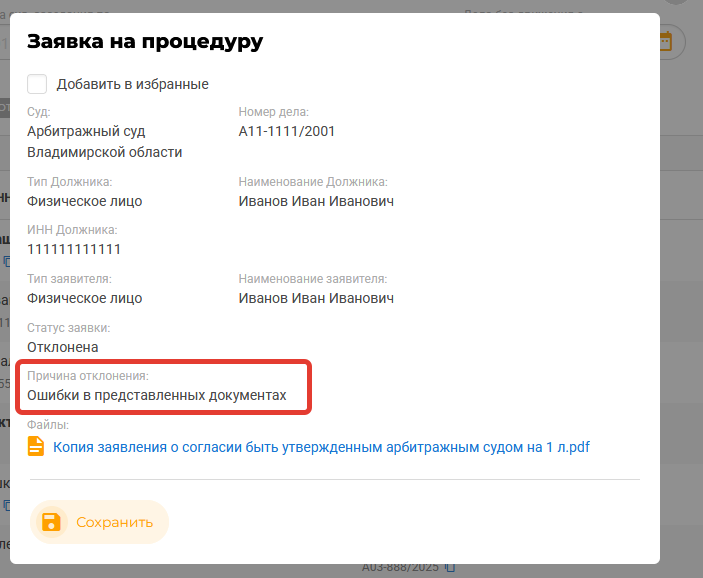 Заявка на процедуру
Добавить в избранные
Суд:
Номер дела:
Арбитражный суд
Владимирской области
А11-1111/2001
Тип Должника:
Наименование Должника:
Физическое лицо
Иванов Иван Иванович
ИНН Должника:
111111111111
Тип заявителя:
Наименование заявителя:
Физическое лицо
Иванов Иван Иванович
Статус заявки:
Отклонена
Причина отклонения:
Ошибки в представленных документах
Файлы:
Копия заявления о согласии быть утвержденным арбитражным судом на 1 л.pdf
Сохранить
А03-888/2025